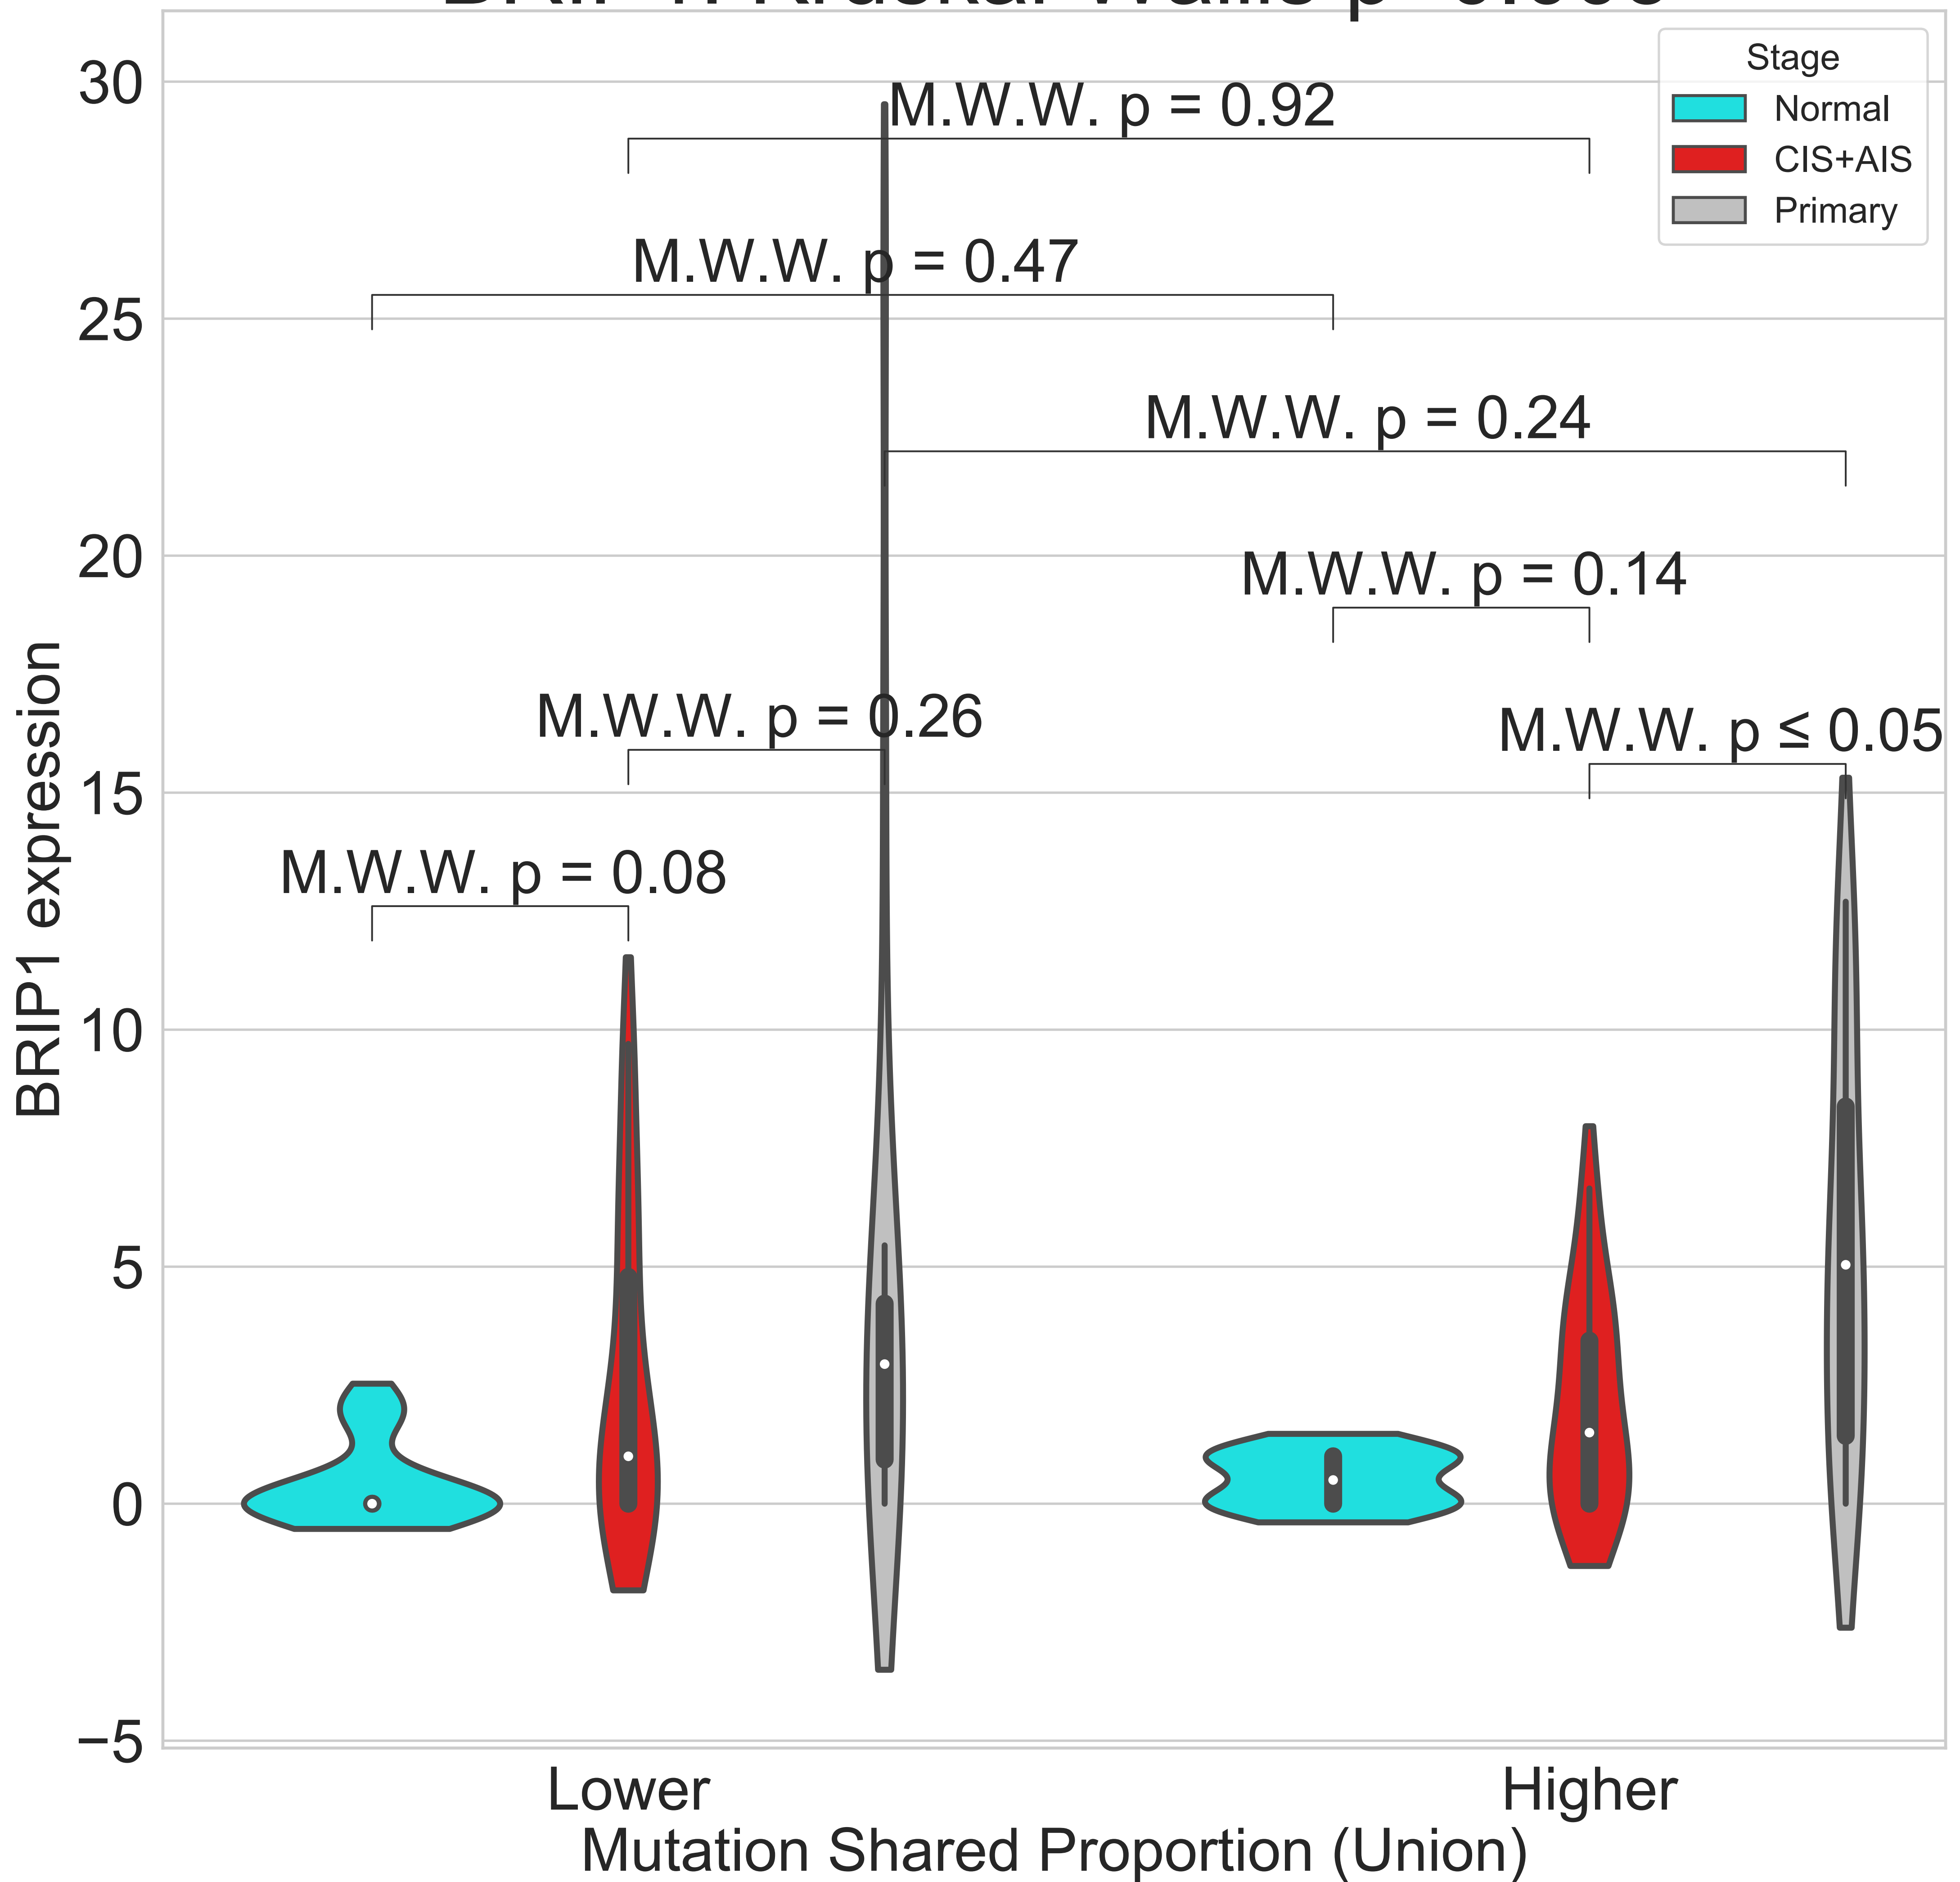 30
25
20
15
10
5
0
−5
BRIP1 expression
Stage
Normal
CIS+AIS
Primary
M.W.W. p = 0.92
M.W.W. p = 0.47
M.W.W. p = 0.24
M.W.W. p = 0.14
M.W.W. p = 0.26
M.W.W. p ≤ 0.05
M.W.W. p = 0.08
Lower
Higher
Mutation Shared Proportion (Union)